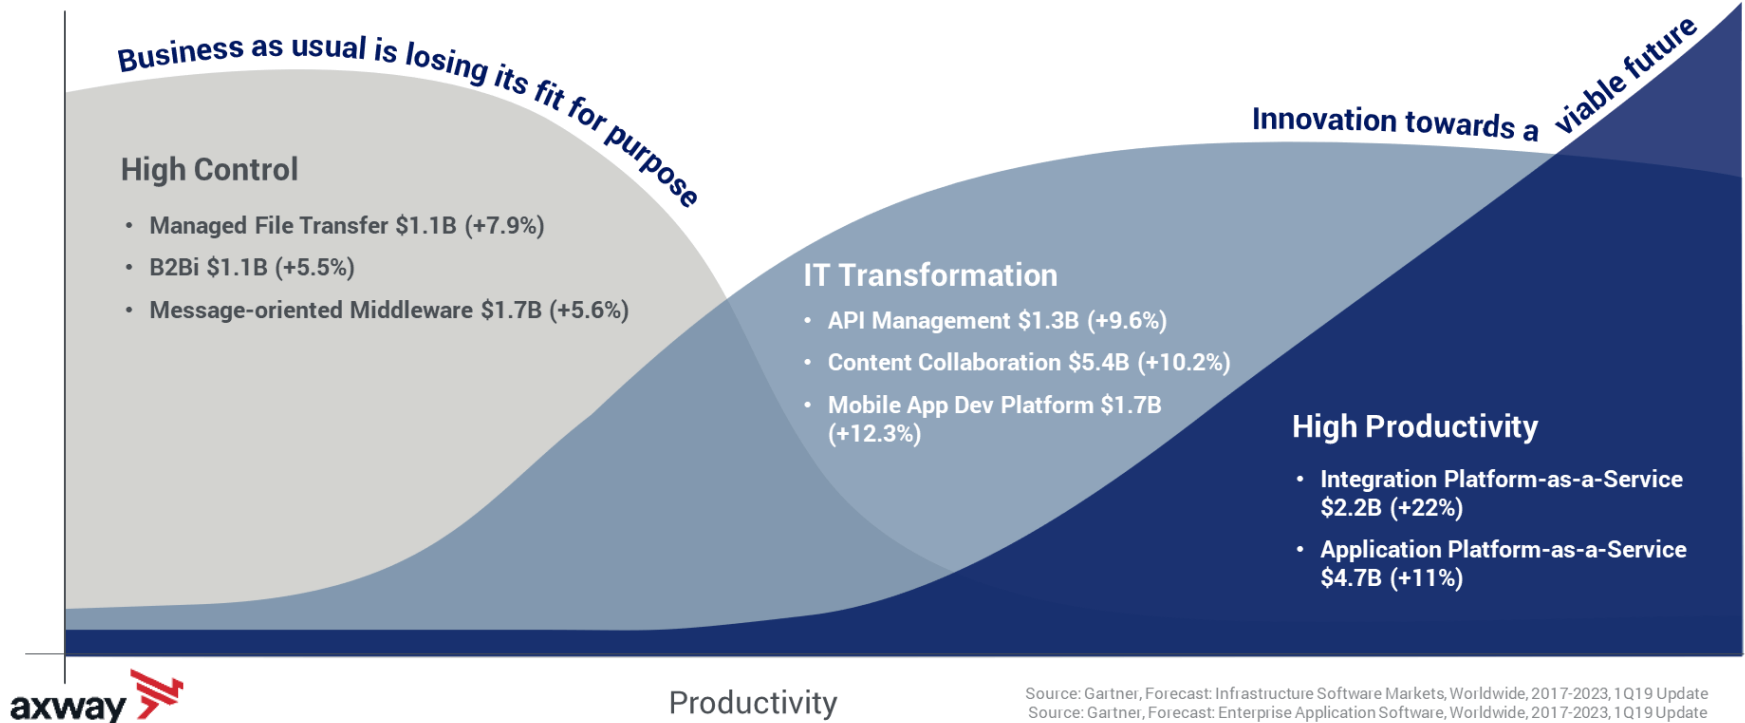 Business as usual is losing its fit for purpose
Innovation towards a viable future
High Control
• Managed File Transfer $1.1B (+7.9%)
• B2Bi $1.1B (+5.5%)
• Message-oriented Middleware $1.7B (+5.6%)
IT Transformation
• API Management $1.3B (+9.6%)
• Content Collaboration $5.4B (+10.2%)
• Mobile App Dev Platform $1.7B
(+12.3%)
High Productivity
• Integration Platform-as-a-Service
$2.2B (+22%)
• Application Platform-as-a-Service
$4.7B (+11%)
axway
Productivity
Source: Gartner, Forecast: Infrastructure Software Markets, Worldwide, 2017-2023, 1Q19 Update
Source: Gartner, Forecast: Enterprise Application Software, Worldwide, 2017-2023, 1Q19 Update